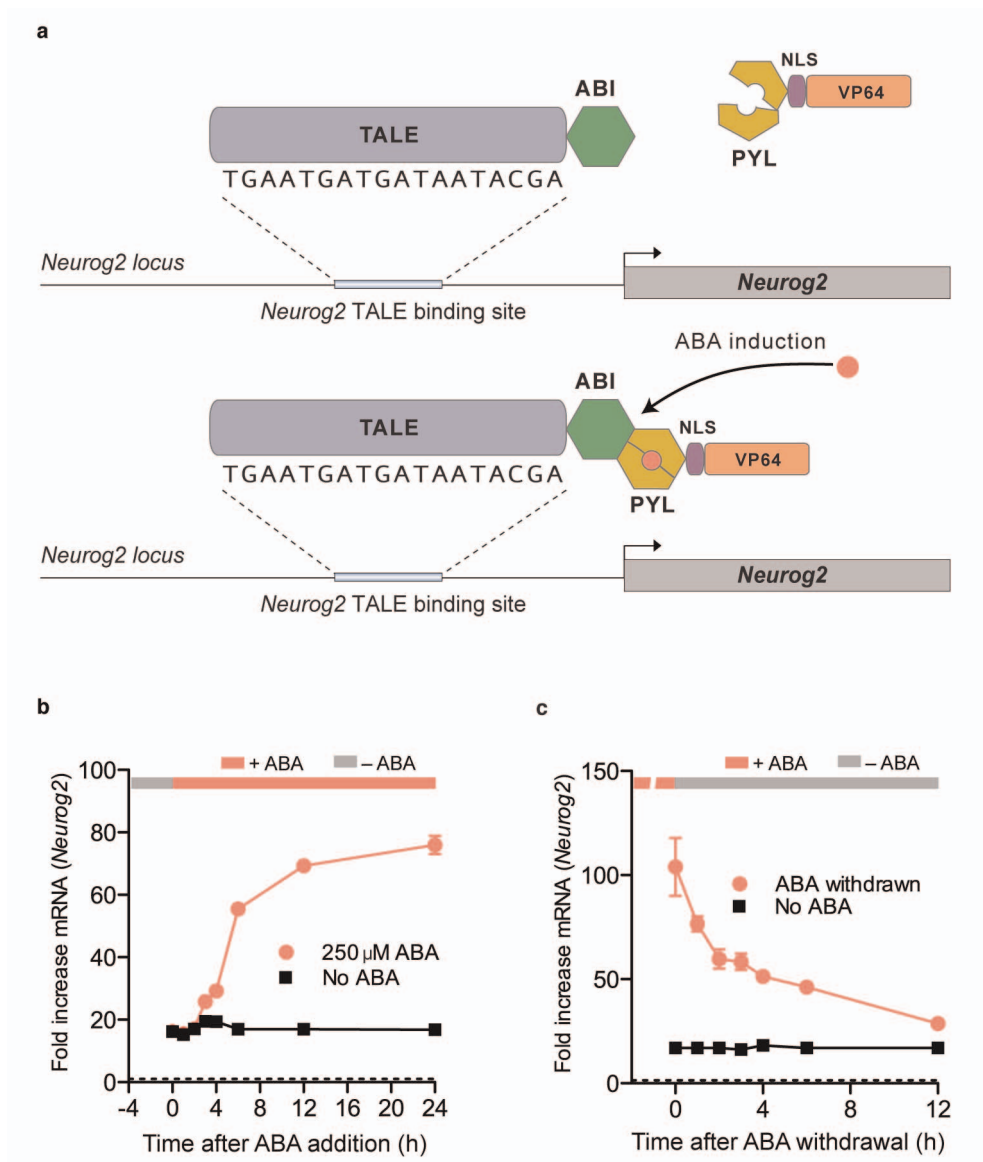 a
ABI
NLS
VP64
TALE
PYL
TGAATGATGATAATACGA
Neurog2 locus
Neurog2
Neurog2 TALE binding site
ABA induction
ABI
NLS
TALE
VP64
TGAATGATGATAATACGA
PYL
Neurog2 locus
Neurog2
Neurog2 TALE binding site
b
+ ABA – ABA
Fold increase mRNA (Neurog2)
100
80
60
40
20
0
250 µM ABA
No ABA
-4 0 4 8 12 16 20 24
Time after ABA addition (h)
c
+ ABA – ABA
Fold increase mRNA (Neurog2)
150
100
50
0
ABA withdrawn
No ABA
0 4 8 12
Time after ABA withdrawal (h)